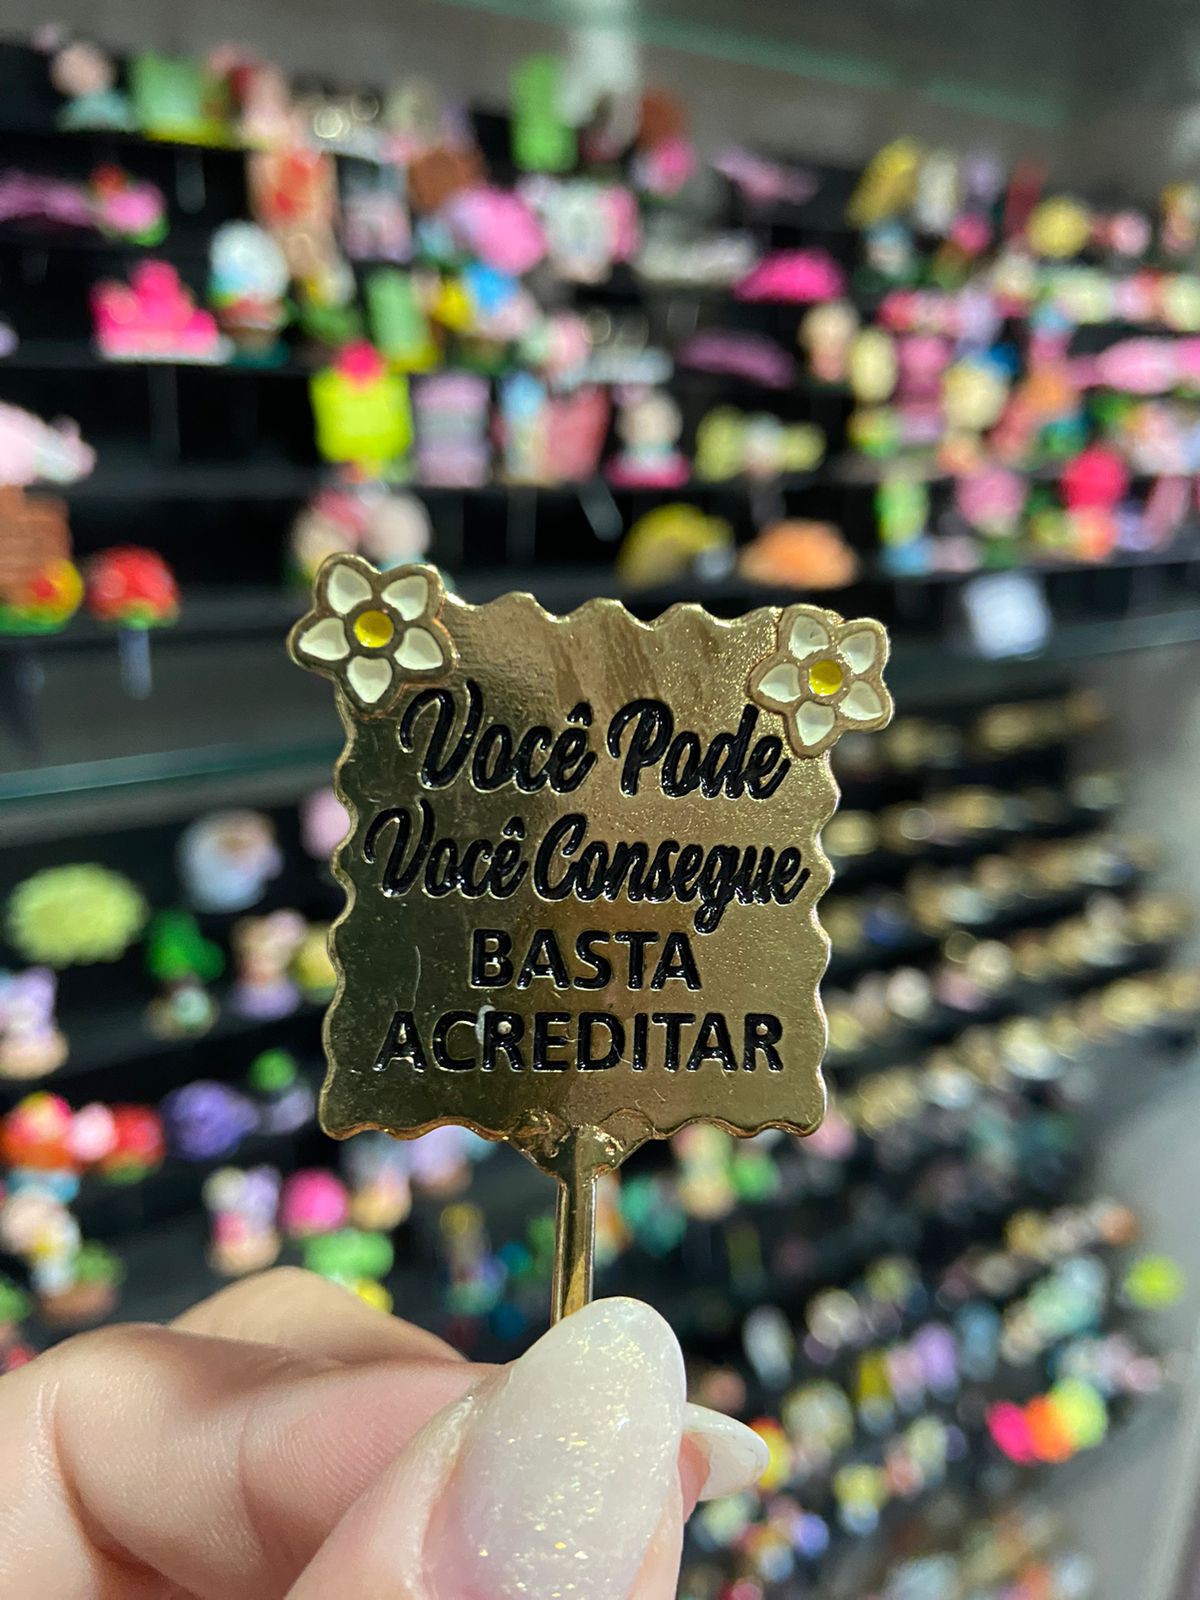 Você Pode
Você Consegue
BASTA
ACREDITAR